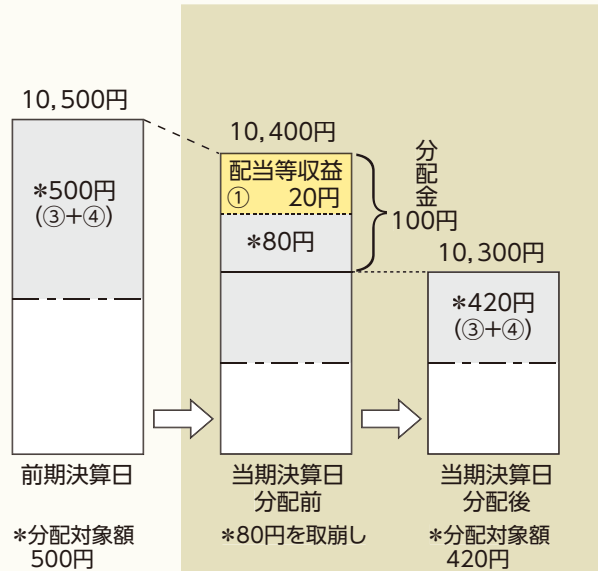 10,500円
*500円
(③+④)
前期決算日
*分配対象額
500円
10,400円
配当等収益
① 20円
*80円
分配金
100円
当期決算日
分配前
*80円を取崩し
10,300円
*420円
(③+④)
当期決算日
分配後
*分配対象額
420円